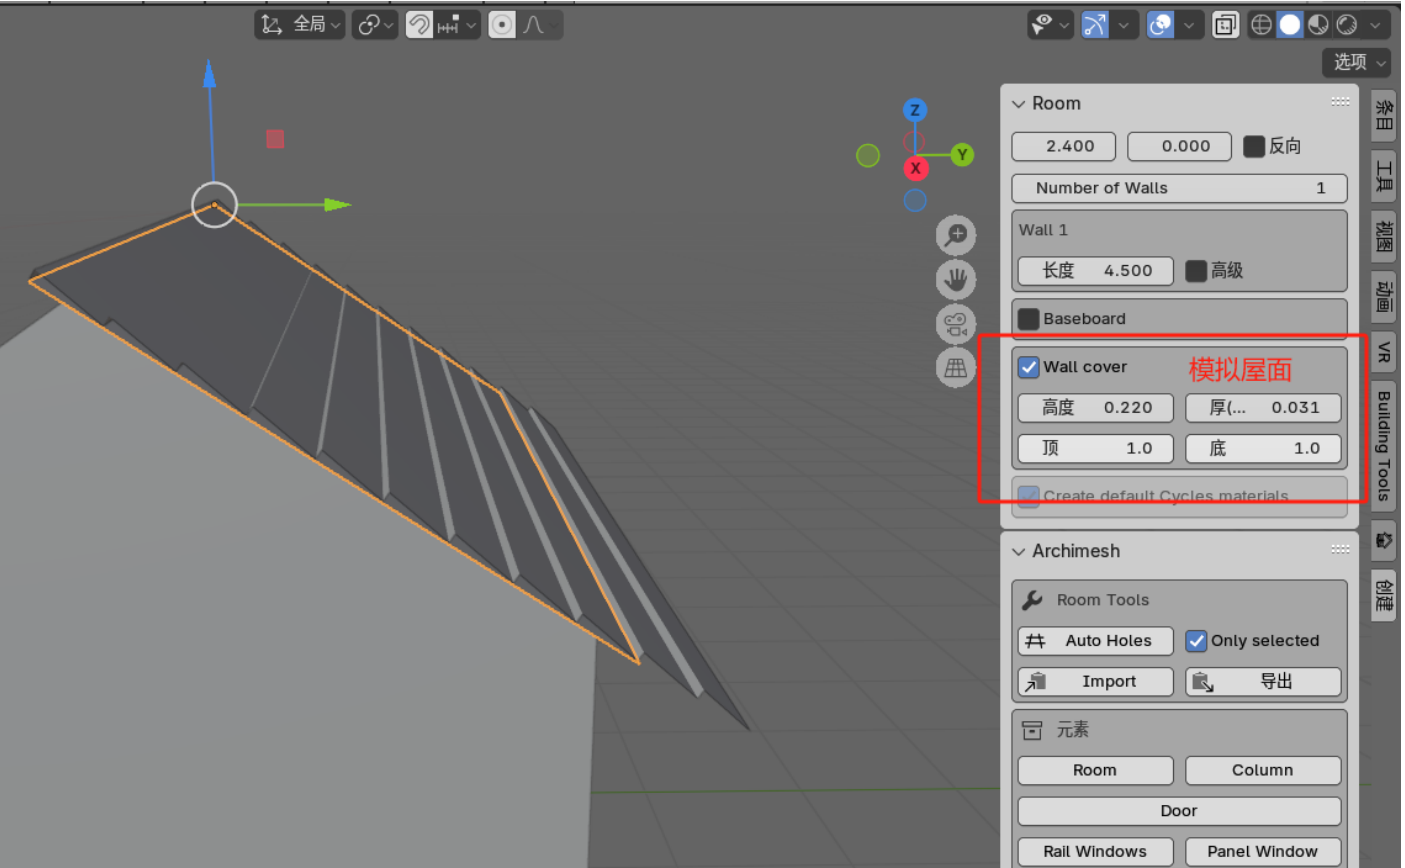 全局
选项
Z
Y
X
Room
2.400 0.000 反向
Number of Walls 1
Wall 1
长度 4.500 高级
Baseboard
Wall cover 模拟屋面
高度 0.220 厚(... 0.031
顶 1.0 底 1.0
Create default Cycles materials
Archimesh
Room Tools
Auto Holes Only selected
Import 导出
元素
Room Column
Door
Rail Windows Panel Window
条目
工具
视图
动画
VR
Building Tools
创建